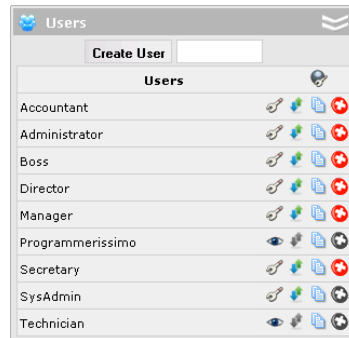 Users
Create User
Users
Accountant
Administrator
Boss
Director
Manager
Programmerissimo
Secretary
SysAdmin
Technician